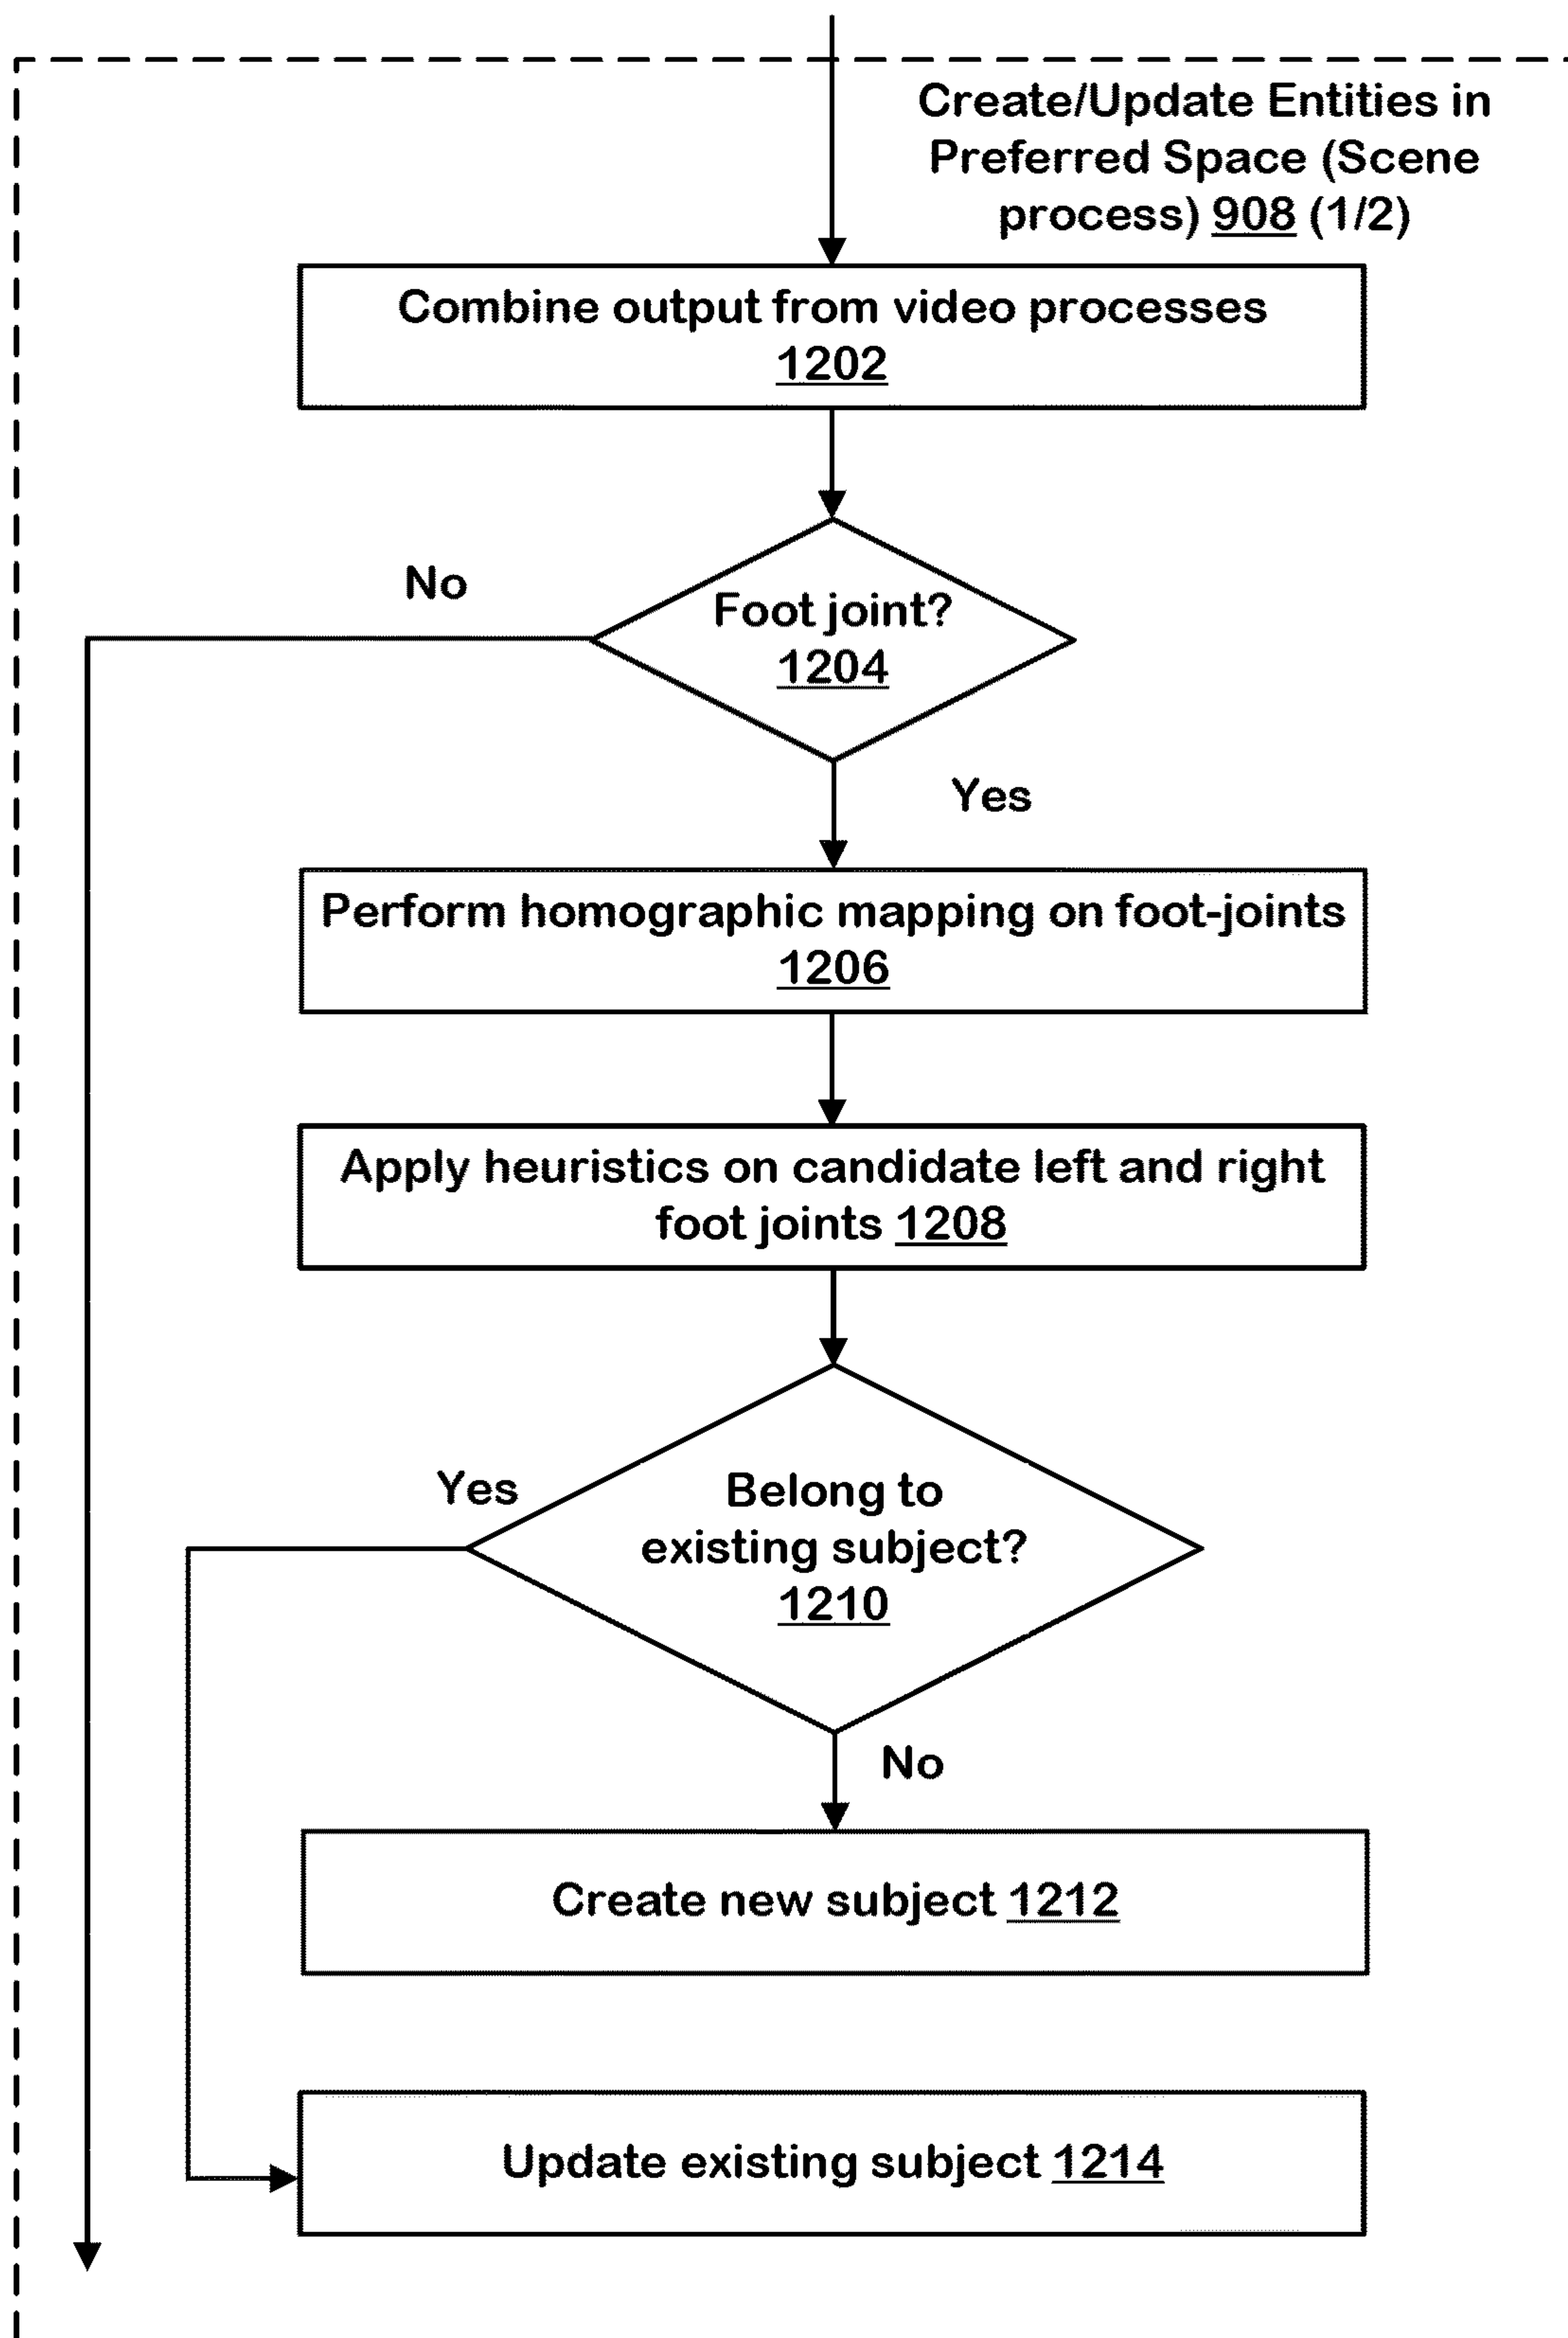 Create/Update Entities in
Preferred Space (Scene
process) 908 (1/2)
Combine output from video processes
1202
No
Foot joint?
1204
Yes
Perform homographic mapping on foot-joints
1206
Apply heuristics on candidate left and right
foot joints 1208
Yes
Belong to
existing subject?
1210
No
Create new subject 1212
Update existing subject 1214